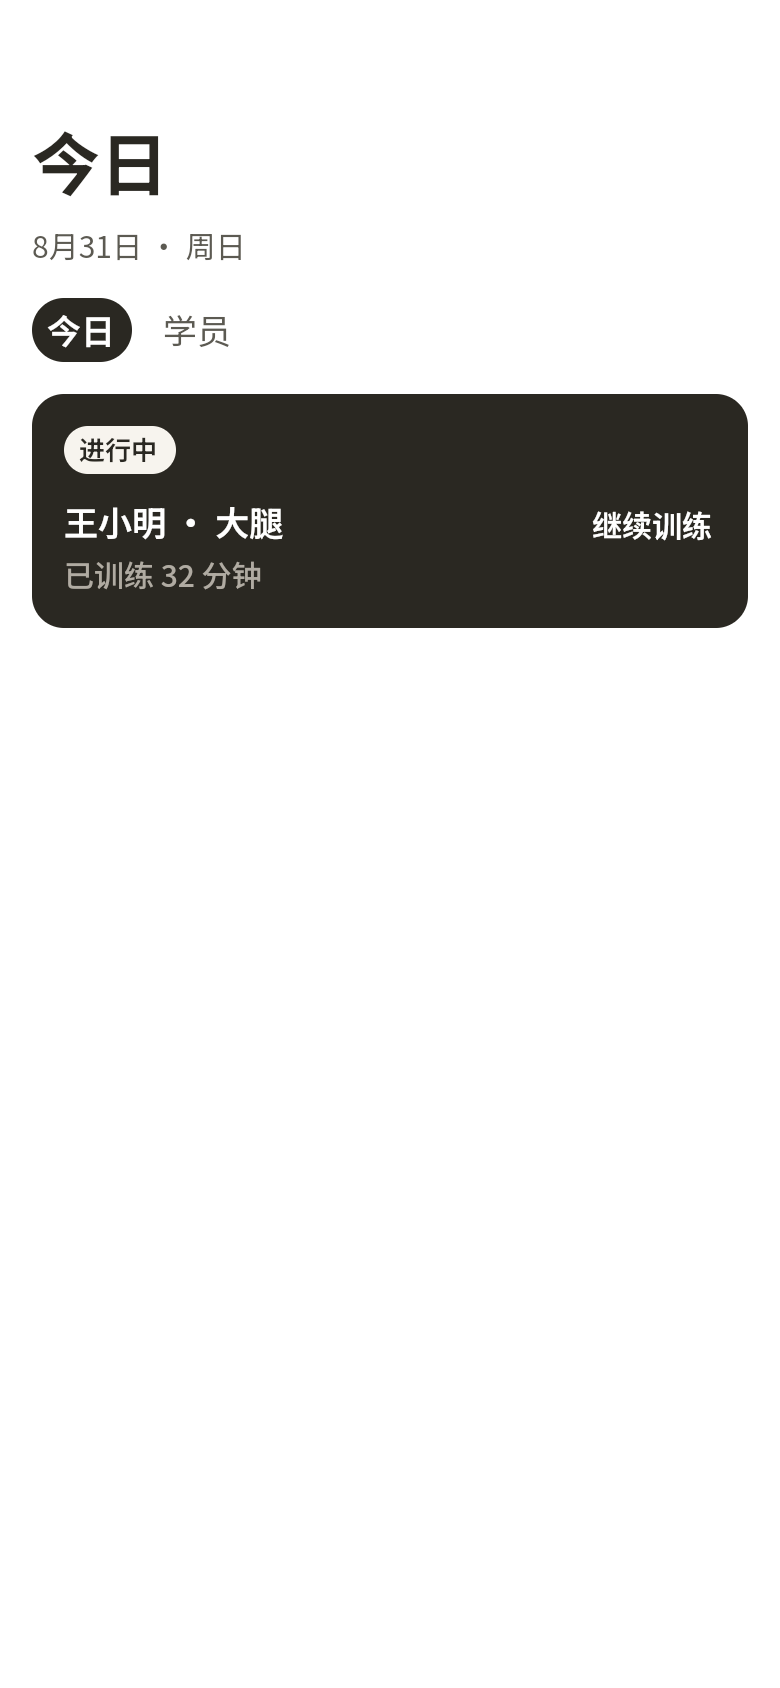 今日
8月31日 • 周日
今日 学员
进行中
王小明 • 大腿
继续训练
已训练 32 分钟